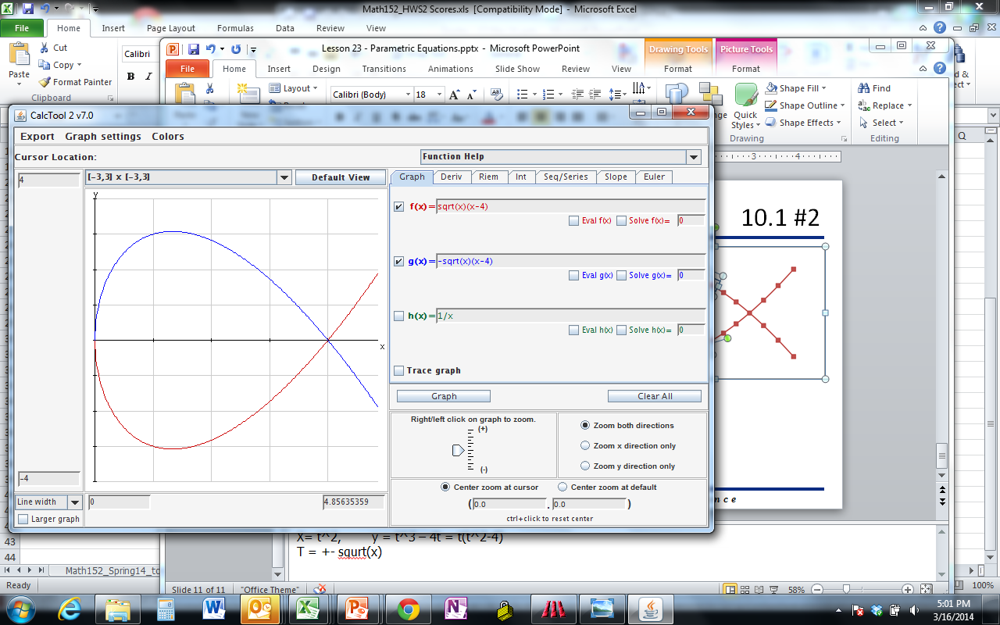 Math152_HWS2 Scores.xls [Compatibility Mode] - Microsoft Excel
File Home Insert Page Layout Formulas Data Review View
Paste
Cut
Copy
Format Painter
Clipboard
Calibri
B I
Lesson 23 - Parametric Equations.pptx - Microsoft PowerPoint
Drawing Tools Picture Tools
File Home Insert Design Transitions Animations Slide Show Review View Format Format
Layout
Calibri (Body) 18
Quick Styles
Shape Fill
Shape Outline
Shape Effects
Drawing
Find
Replace
Select
Editing
Q
3 4
CalcTool 2 v7.0
Export Graph settings Colors
Cursor Location:
Function Help
4
[-3,3] x [-3,3]
Default View
Graph Deriv Riem Int Seq/Series Slope Euler
y
x
f(x)= sqrt(x)(x-4)
Eval f(x) Solve f(x)= 0
g(x)= -sqrt(x)(x-4)
Eval g(x) Solve g(x)= 0
h(x)= 1/x
Eval h(x) Solve h(x)= 0
Trace graph
Graph Clear All
Right/left click on graph to zoom.
(+)
(-)
Zoom both directions
Zoom x direction only
Zoom y direction only
Center zoom at cursor Center zoom at default
( 0.0 , 0.0 )
ctrl+click to reset center
-4
Line width
Larger graph
0
4.85635359
10.1 #2
nce
X= t^2, y = t^3 – 4t = t(t^2-4)
T = +- squrt(x)
43
44
Math152_Spring14_to
Ready
Slide 11 of 11 "Office Theme" 58%
100%
5:01 PM
3/16/2014